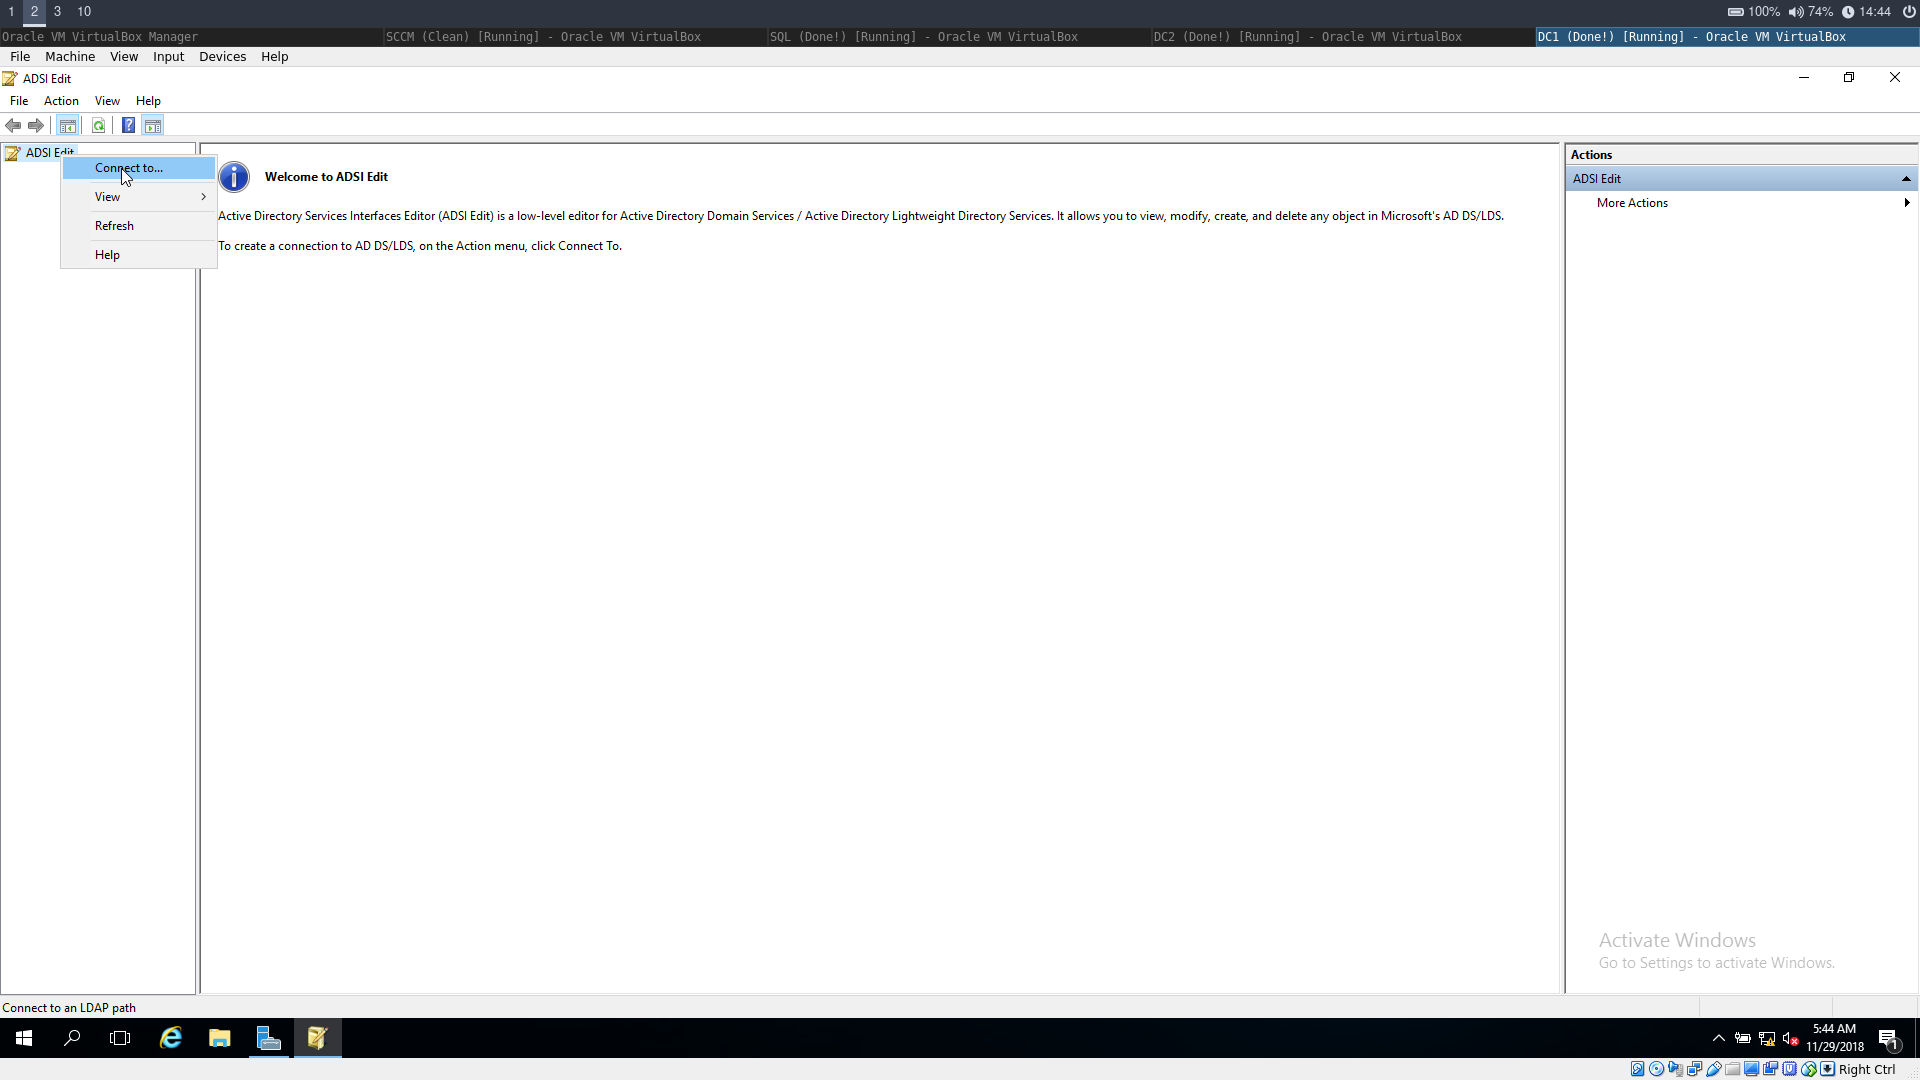 1 2 3 10 100% 74% 14:44
Oracle VM VirtualBox Manager SCCM (Clean) [Running] - Oracle VM VirtualBox SQL (Done!) [Running] - Oracle VM VirtualBox DC2 (Done!) [Running] - Oracle VM VirtualBox DC1 (Done!) [Running] - Oracle VM VirtualBox
File Machine View Input Devices Help
ADSI Edit
File Action View Help
ADSI Edit
Connect to...
View
Refresh
Help
Welcome to ADSI Edit
Active Directory Services Interfaces Editor (ADSI Edit) is a low-level editor for Active Directory Domain Services / Active Directory Lightweight Directory Services. It allows you to view, modify, create, and delete any object in Microsoft's AD DS/LDS.
To create a connection to AD DS/LDS, on the Action menu, click Connect To.
Actions
ADSI Edit
More Actions
Activate Windows
Go to Settings to activate Windows.
Connect to an LDAP path
5:44 AM
11/29/2018
1
Right Ctrl